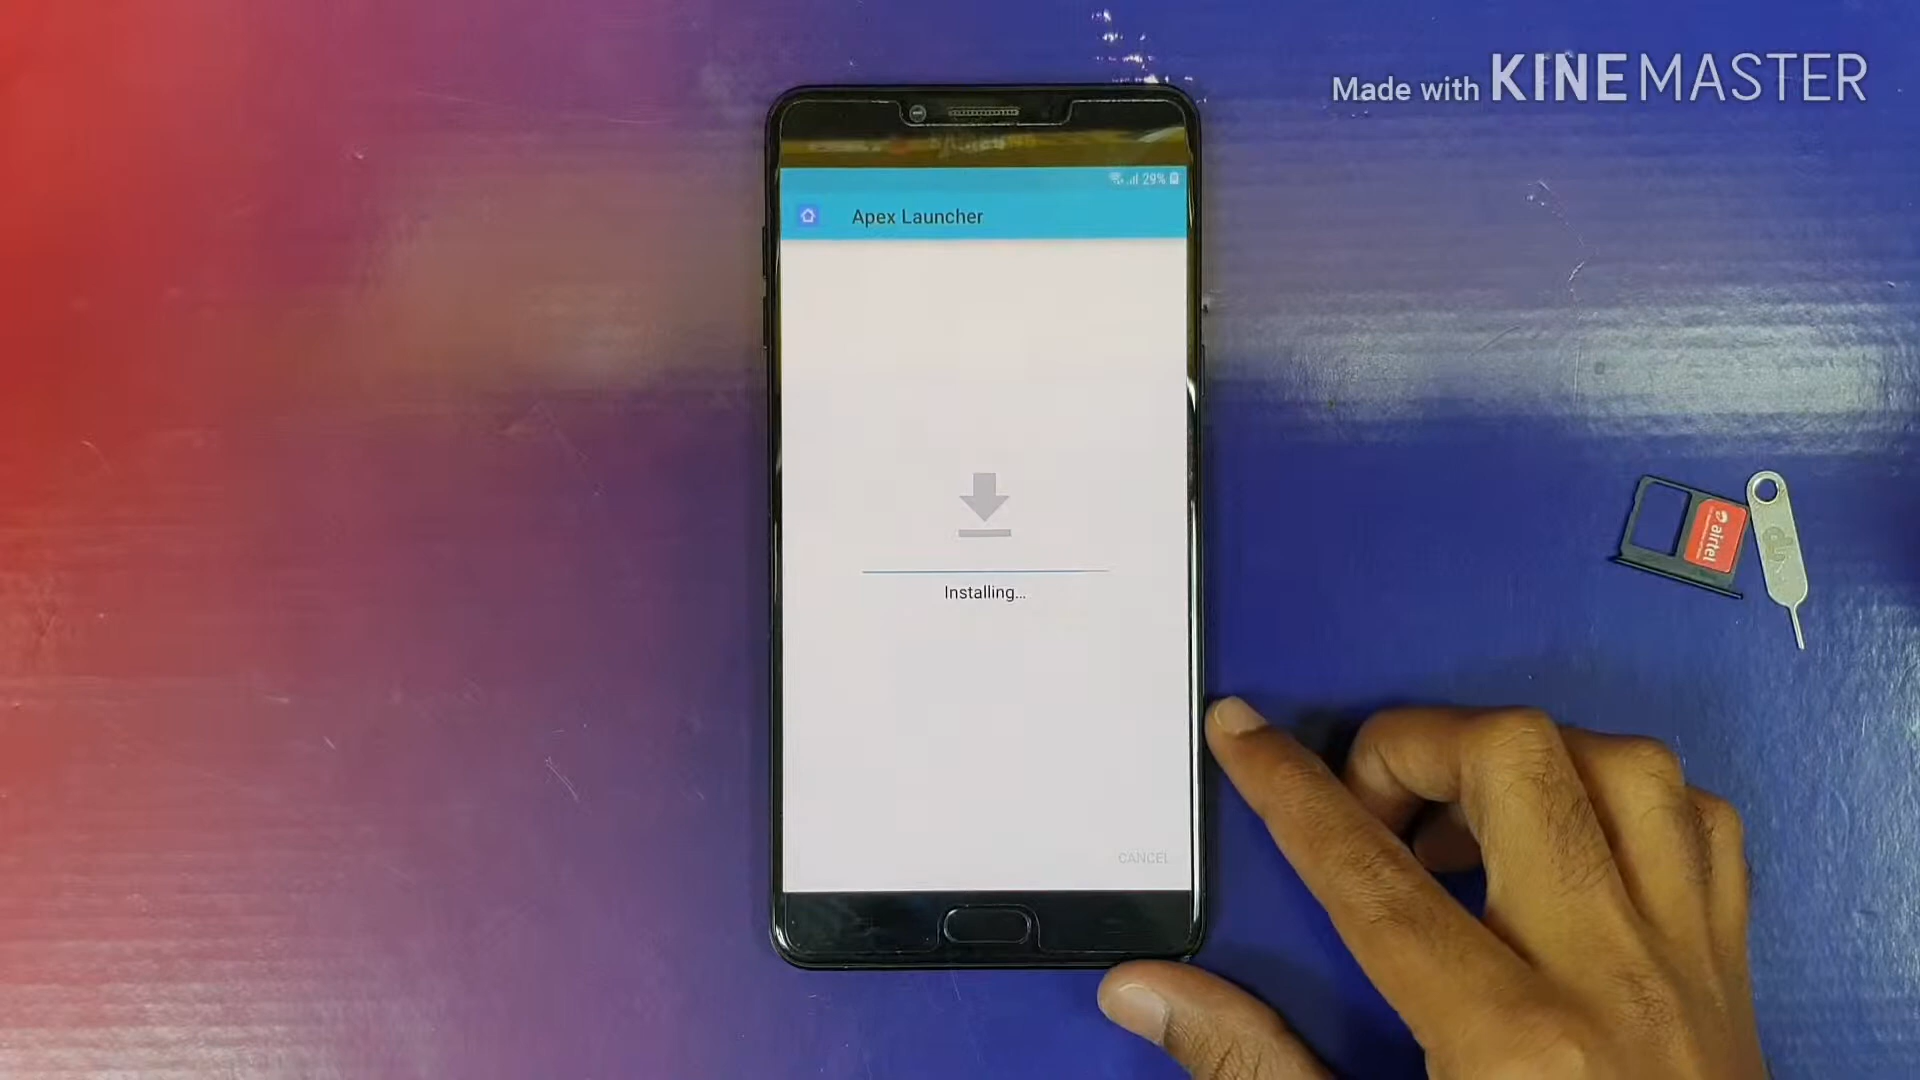 Made with KINEMASTER
29%
Apex Launcher
Installing...
CANCEL
airtel